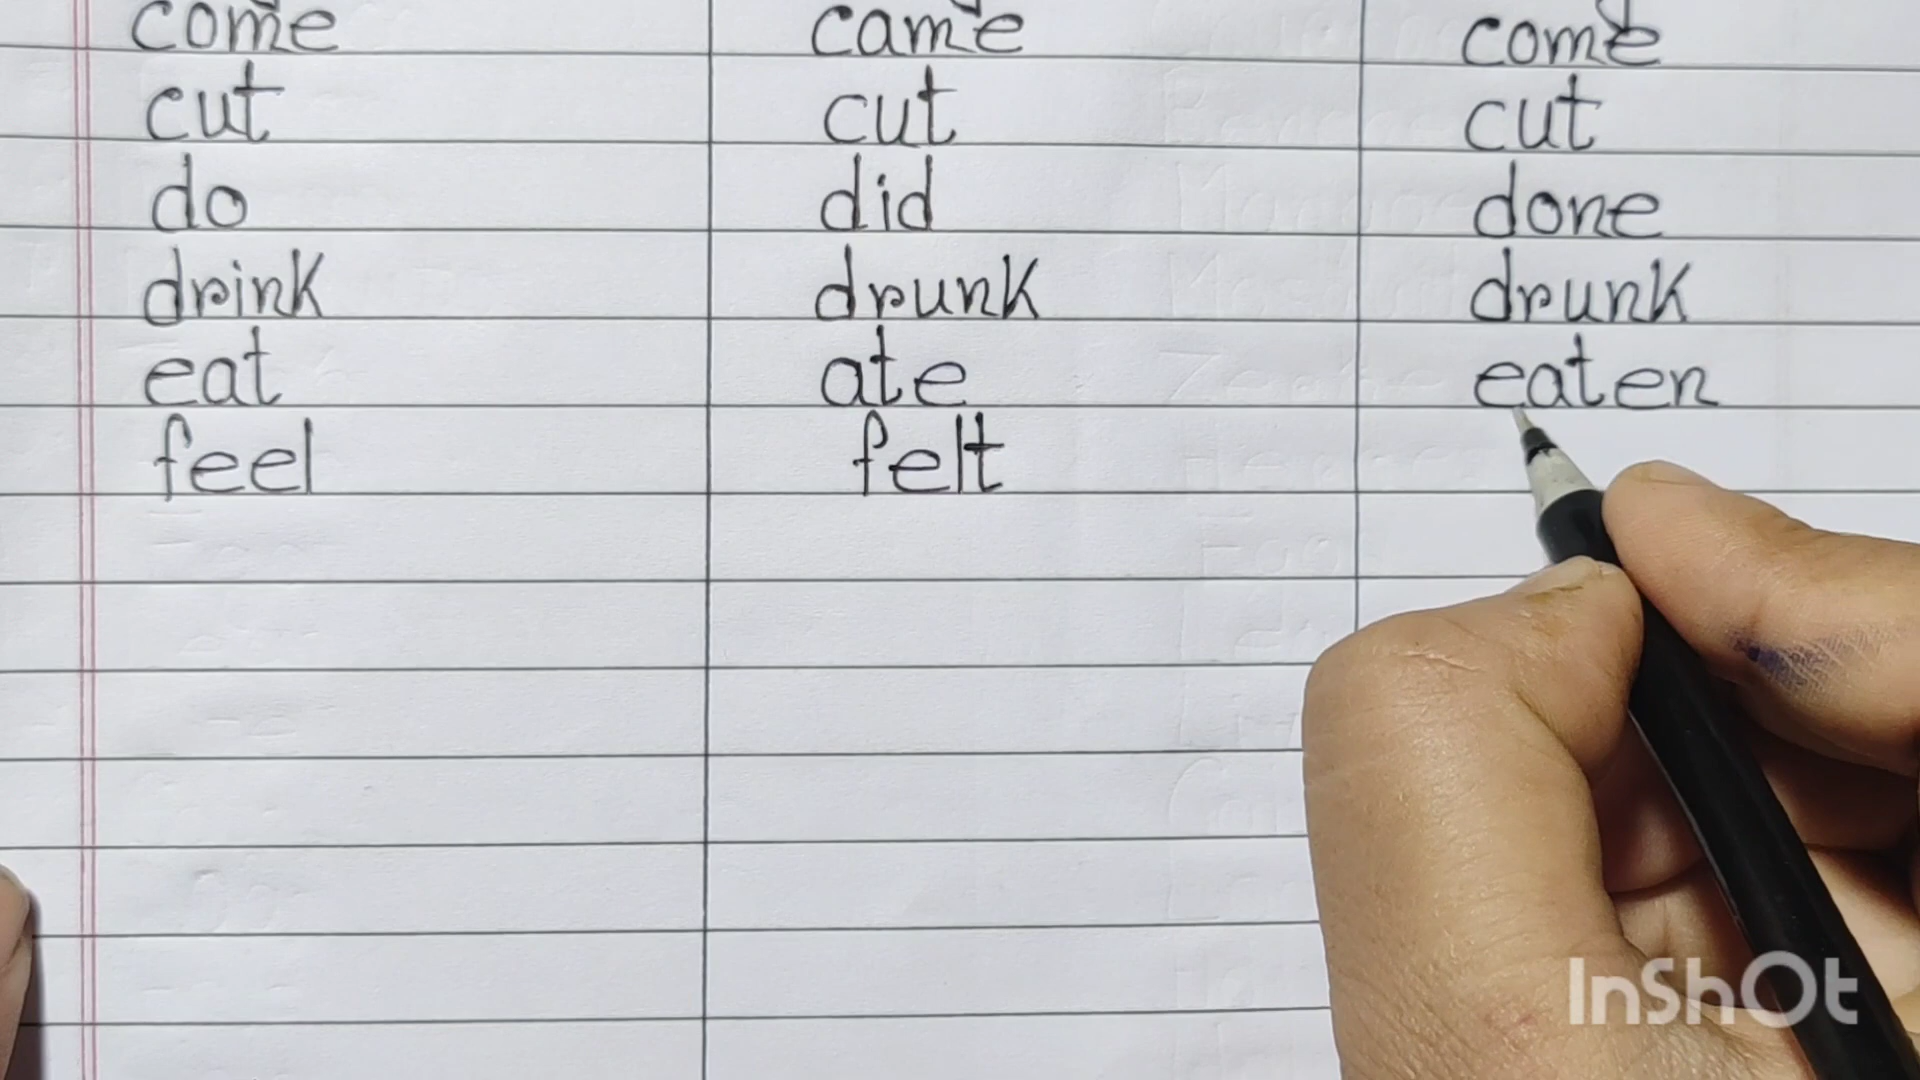 come came come
cut cut cut
do did done
drink drunk drunk
eat ate eaten
feel felt
InShOt